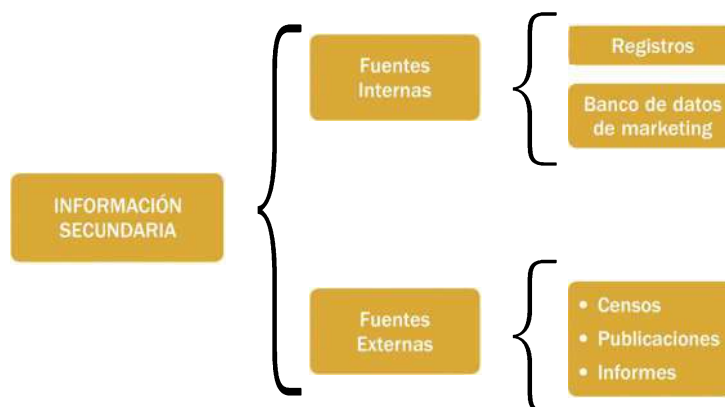 INFORMACIÓN
SECUNDARIA
Fuentes
Internas
Registros
Banco de datos
de marketing
Fuentes
Externas
• Censos
• Publicaciones
• Informes